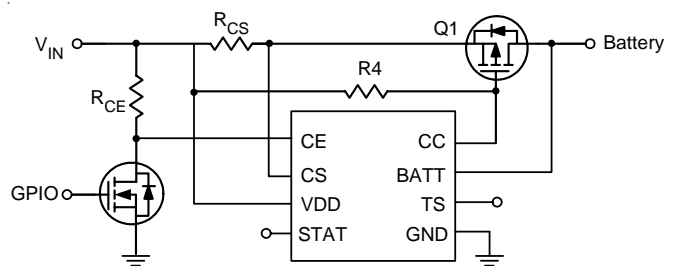 R_CS
Q1
V_IN
Battery
R4
R_CE
CE
CC
CS
BATT
GPIO
VDD
TS
STAT
GND